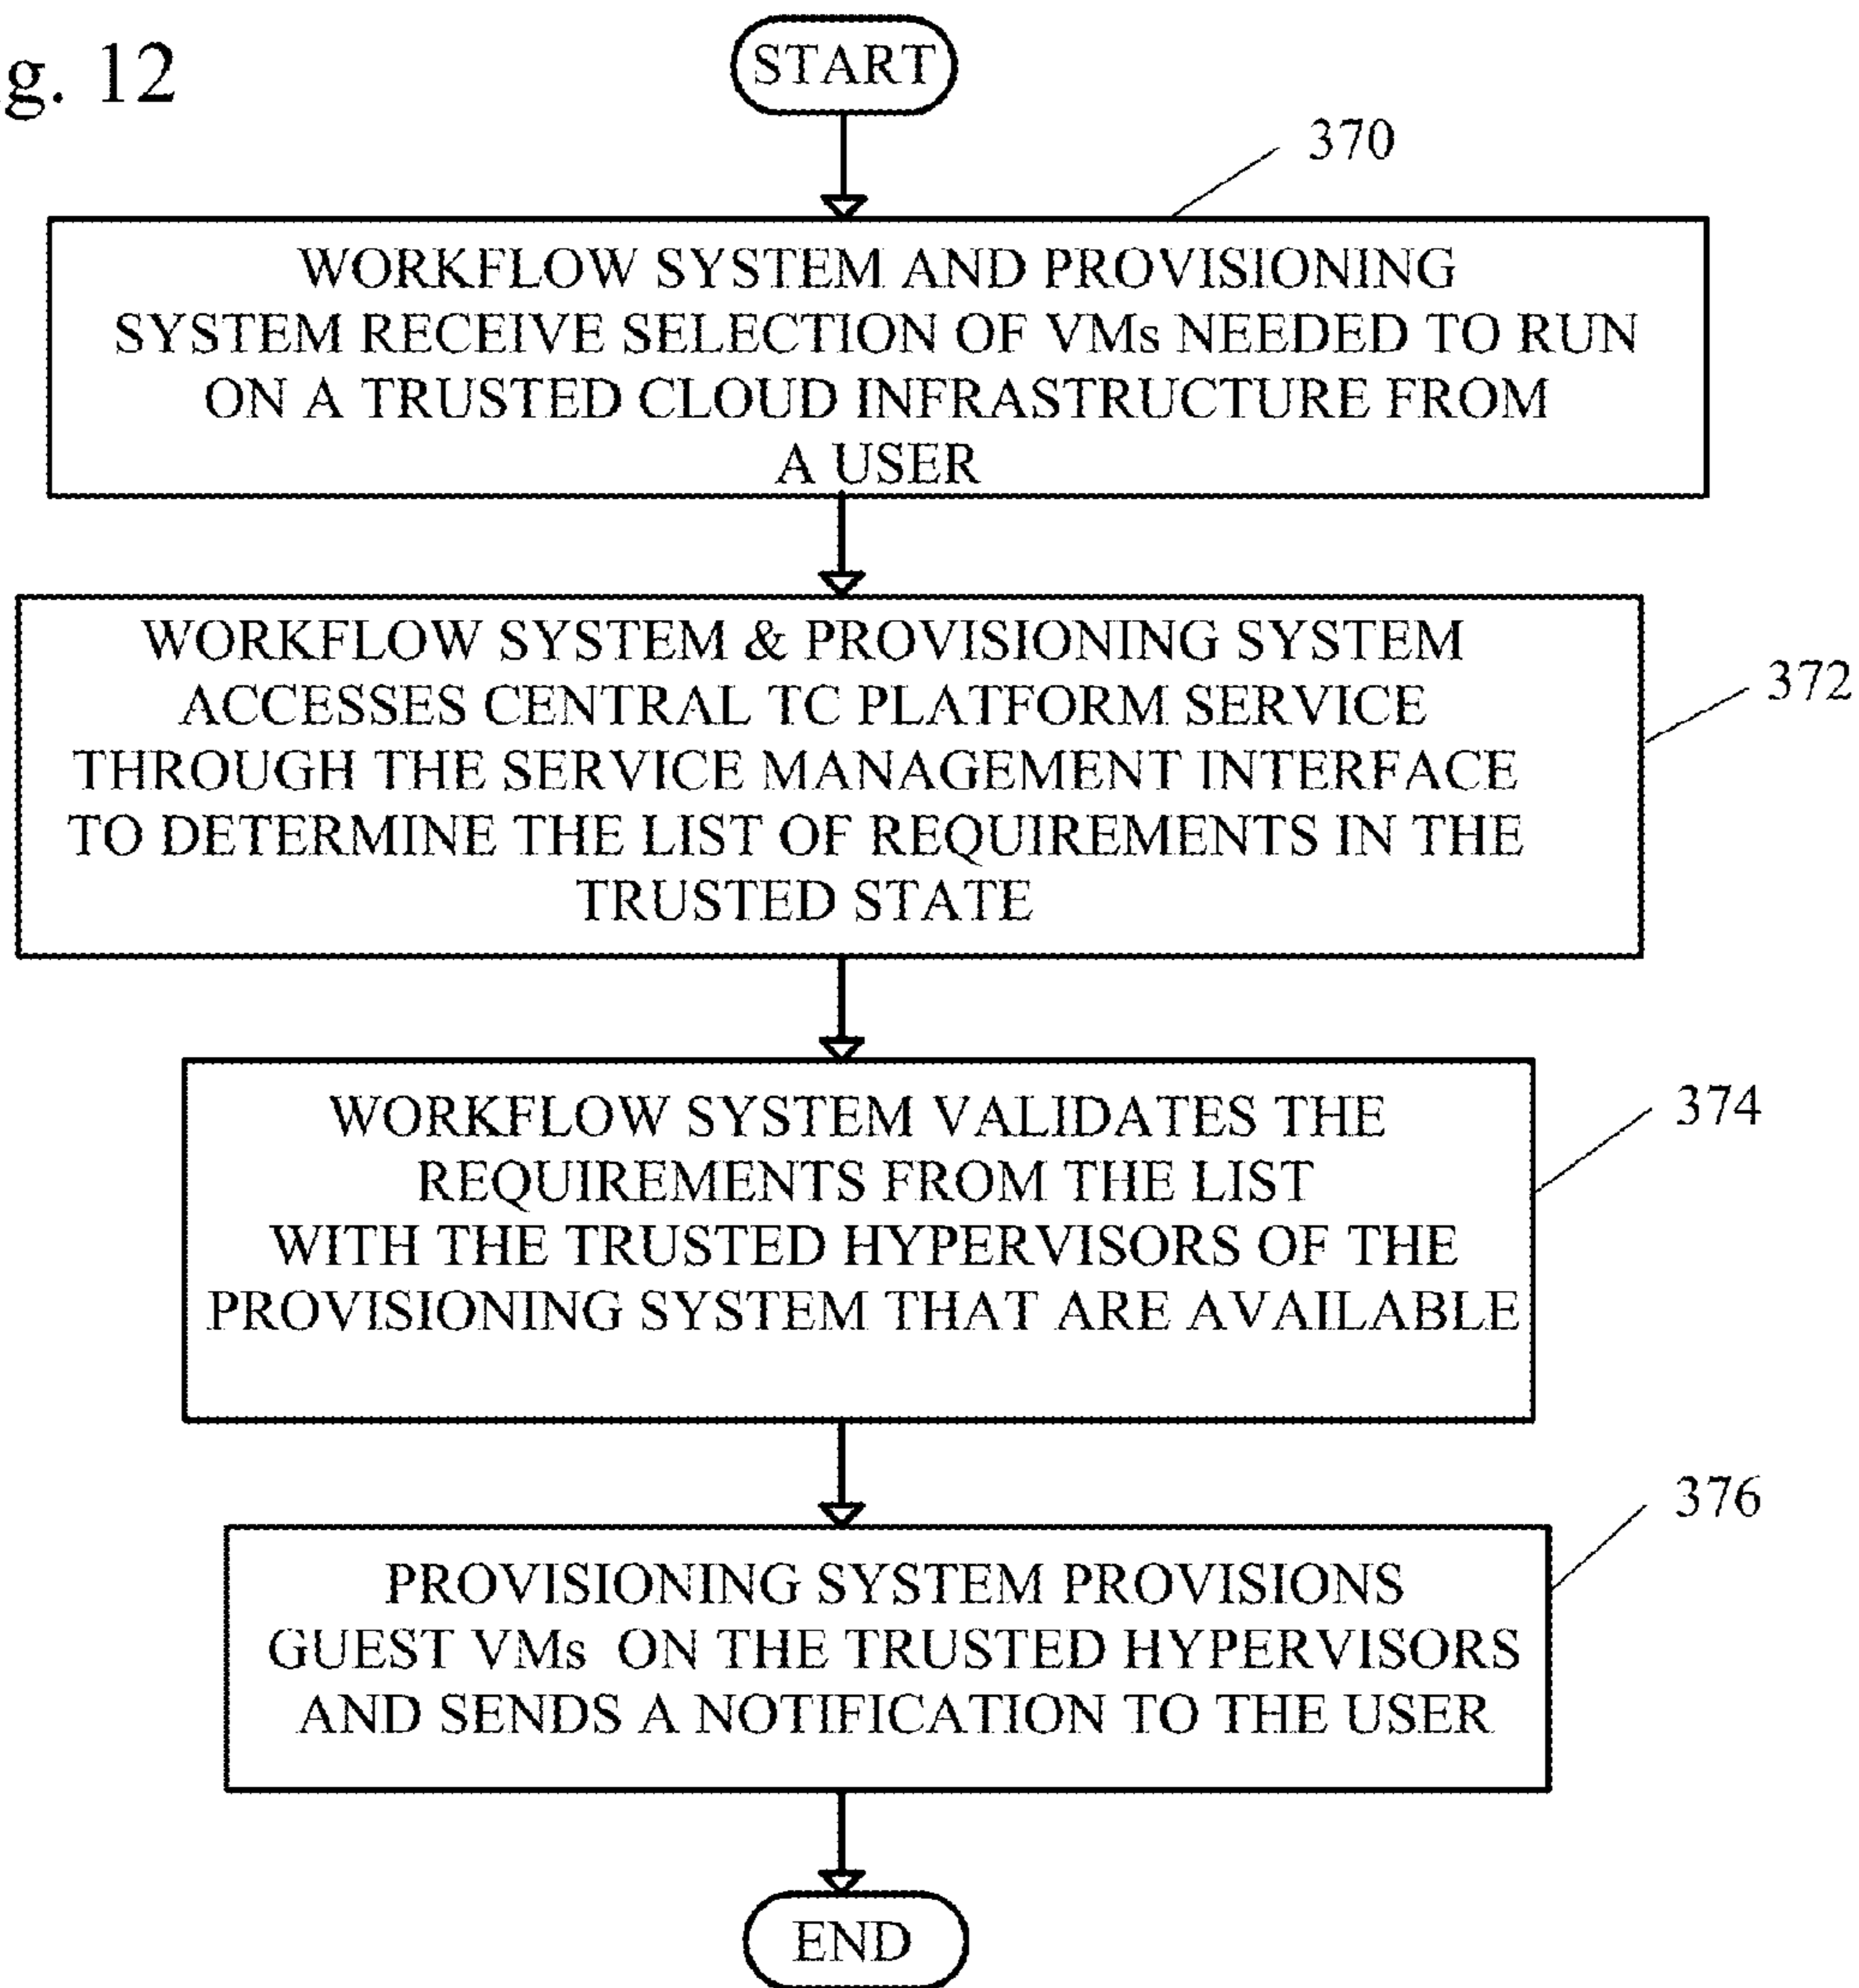 g. 12
START
370
WORKFLOW SYSTEM AND PROVISIONING
SYSTEM RECEIVE SELECTION OF VMs NEEDED TO RUN
ON A TRUSTED CLOUD INFRASTRUCTURE FROM
A USER
372
WORKFLOW SYSTEM & PROVISIONING SYSTEM
ACCESSES CENTRAL TC PLATFORM SERVICE
THROUGH THE SERVICE MANAGEMENT INTERFACE
TO DETERMINE THE LIST OF REQUIREMENTS IN THE
TRUSTED STATE
374
WORKFLOW SYSTEM VALIDATES THE
REQUIREMENTS FROM THE LIST
WITH THE TRUSTED HYPERVISORS OF THE
PROVISIONING SYSTEM THAT ARE AVAILABLE
376
PROVISIONING SYSTEM PROVISIONS
GUEST VMs ON THE TRUSTED HYPERVISORS
AND SENDS A NOTIFICATION TO THE USER
END